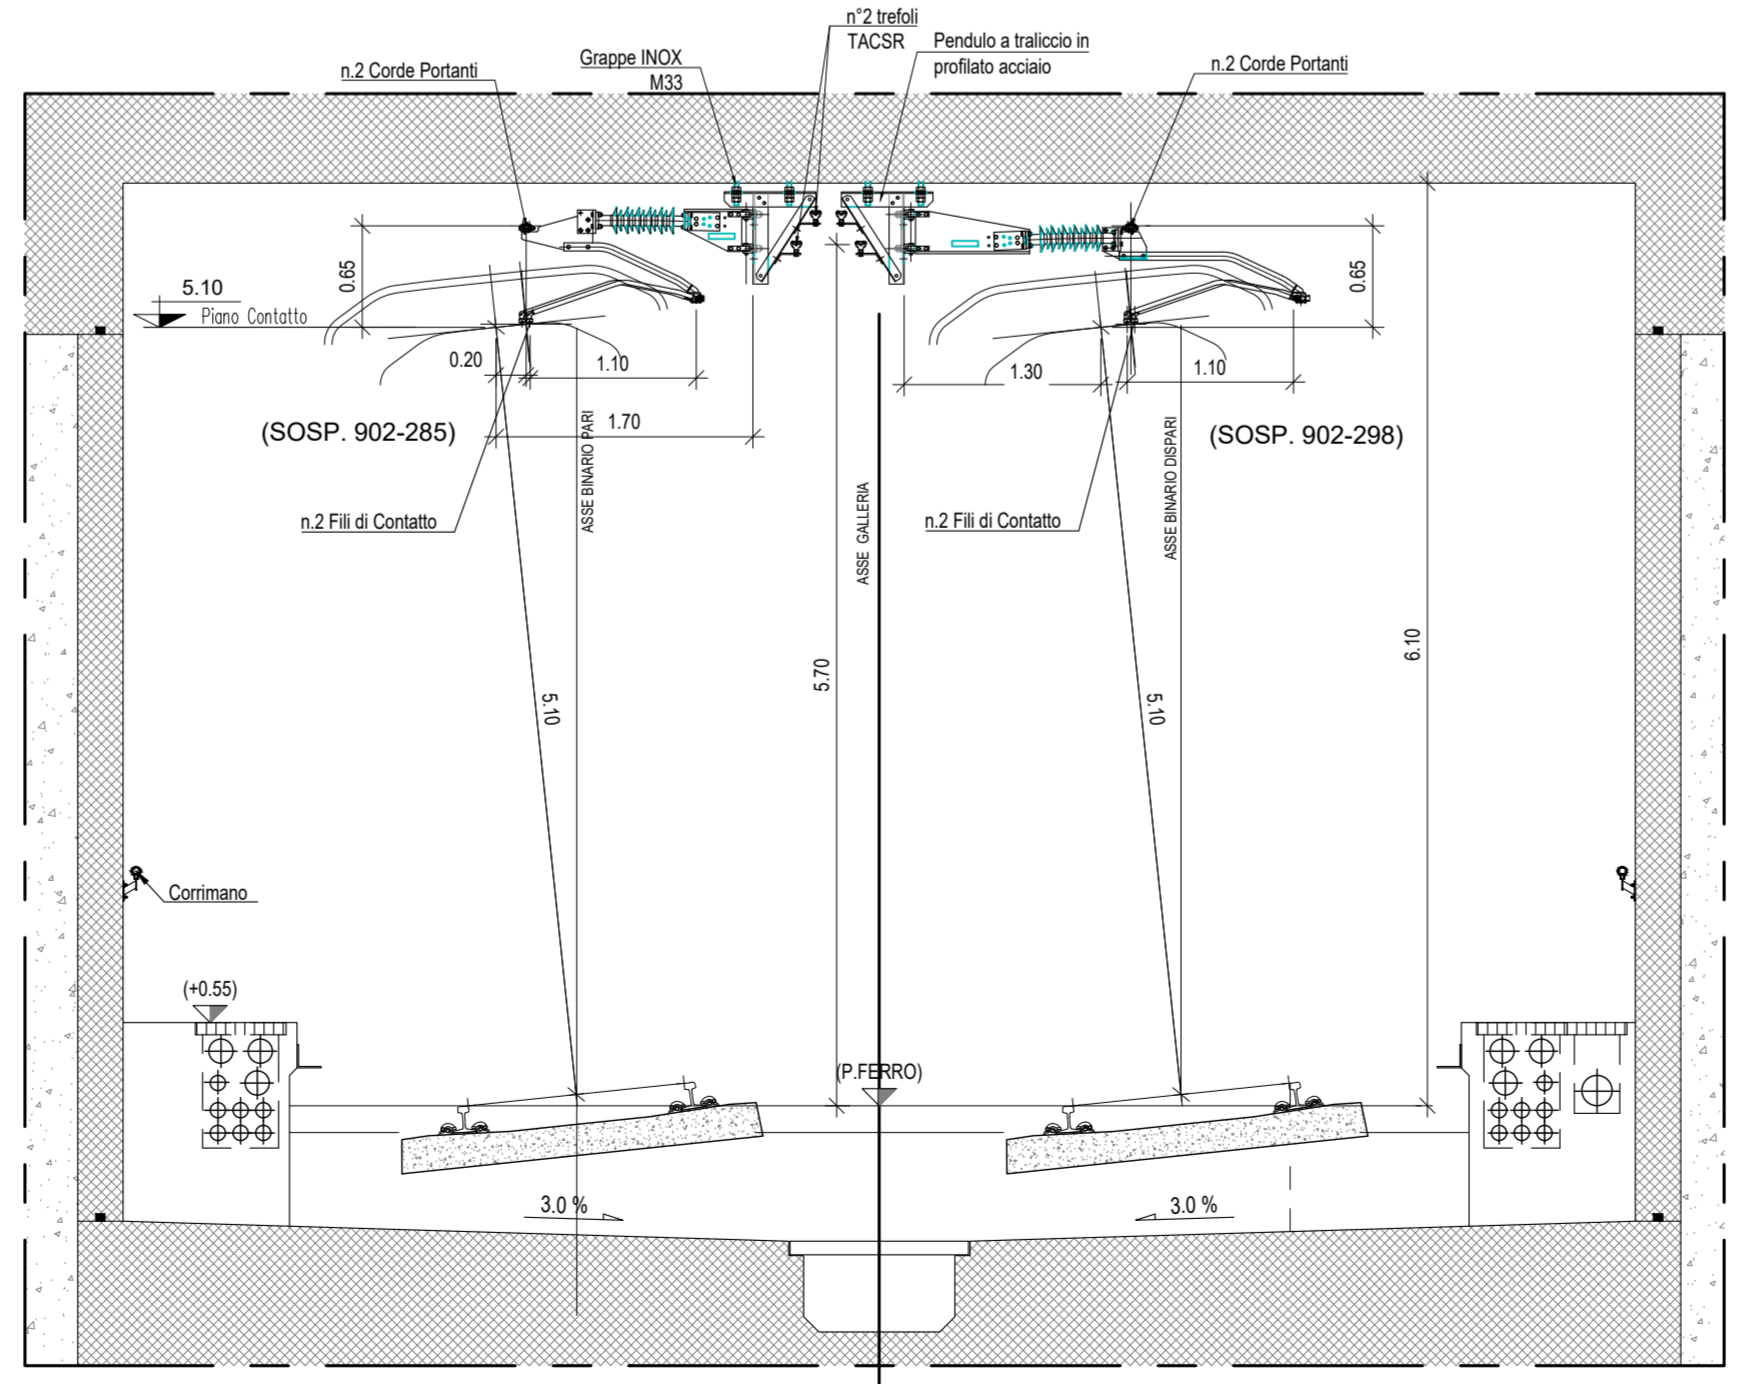 n°2 trefoli
TACSR
Pendulo a traliccio in
profilato acciaio
Grappe INOX
M33
n.2 Corde Portanti
n.2 Corde Portanti
0.65
0.65
5.10
Piano Contatto
0.20
1.10
1.30
1.10
1.70
(SOSP. 902-285)
(SOSP. 902-298)
ASSE BINARIO PARI
ASSE GALLERIA
ASSE BINARIO DISPARI
n.2 Fili di Contatto
n.2 Fili di Contatto
5.10
5.70
5.10
6.10
Corrimano
(+0.55)
(P.FERRO)
3.0 %
3.0 %